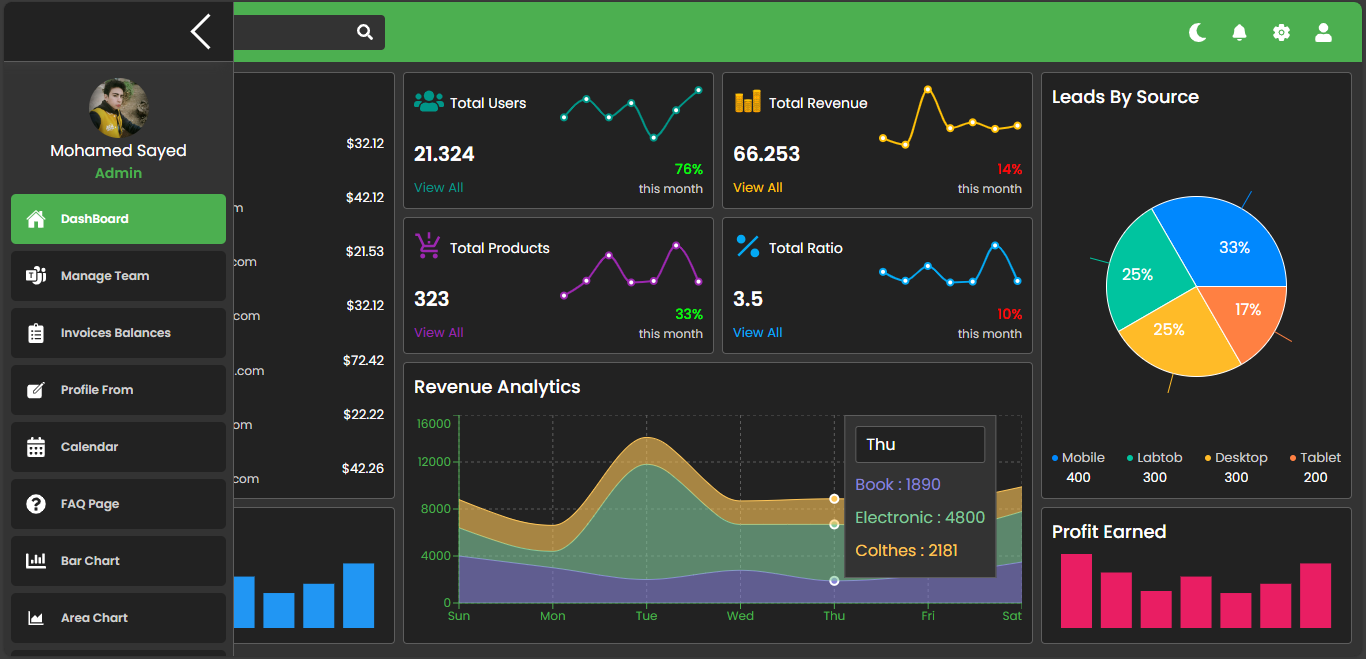 Mohamed Sayed
Admin
DashBoard
Manage Team
Invoices Balances
Profile From
Calendar
FAQ Page
Bar Chart
Area Chart
$32.12
m $42.12
com $21.53
com $32.12
.com $72.42
om $22.22
com $42.26
Total Users
21.324
76%
View All
this month
Total Revenue
66.253
14%
View All
this month
Total Products
323
33%
View All
this month
Total Ratio
3.5
10%
View All
this month
Revenue Analytics
16000
12000
8000
4000
0
Sun Mon Tue Wed Thu Fri Sat
Thu
Book : 1890
Electronic : 4800
Colthes : 2181
Leads By Source
33%
25%
17%
25%
Mobile Labtob Desktop Tablet
400 300 300 200
Profit Earned